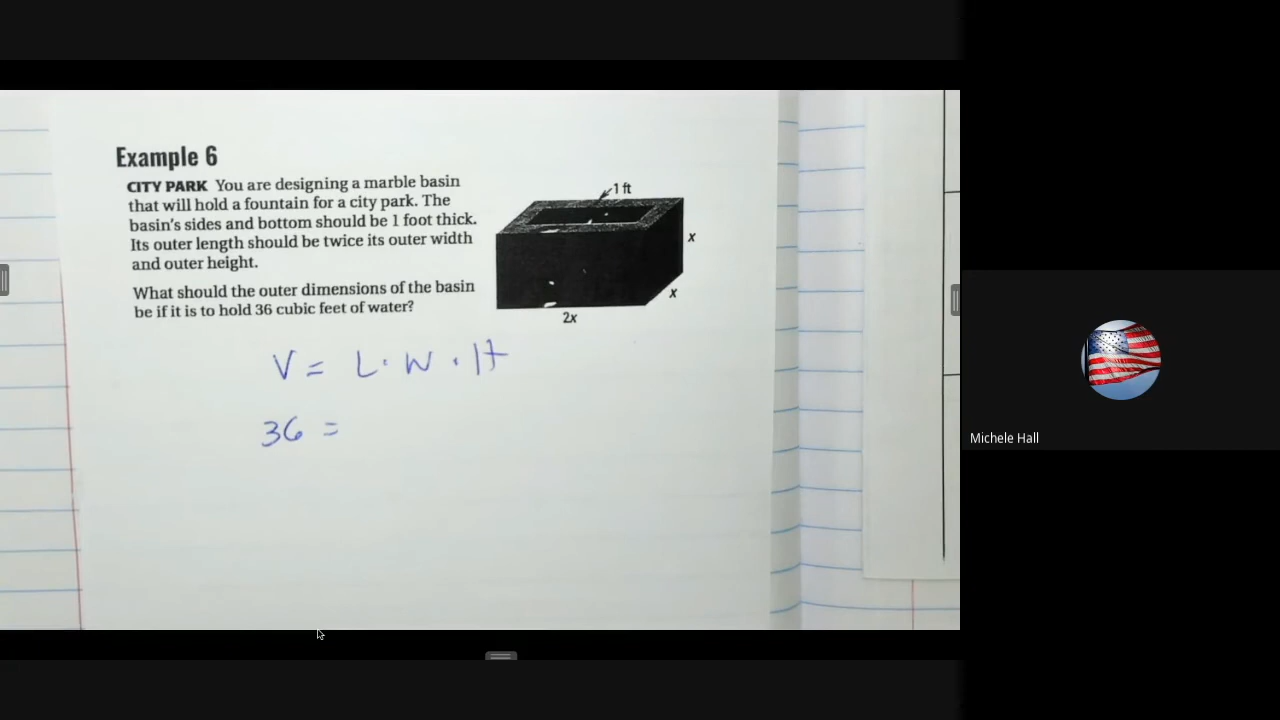 Example 6
CITY PARK You are designing a marble basin
that will hold a fountain for a city park. The
basin's sides and bottom should be 1 foot thick.
Its outer length should be twice its outer width
and outer height.
What should the outer dimensions of the basin
be if it is to hold 36 cubic feet of water?
1 ft
x
x
2x
V = L · W · H
36 =
Michele Hall